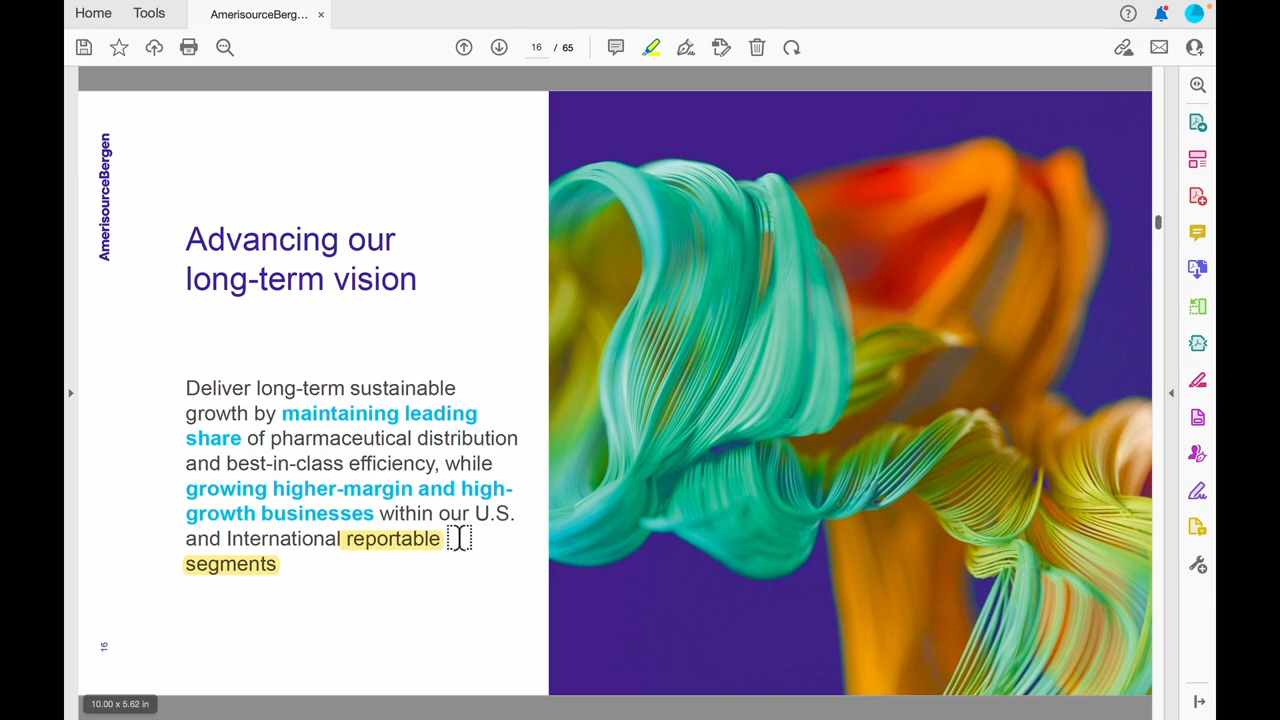 Home
Tools
AmerisourceBerg...
16 / 65
AmerisourceBergen
Advancing our
long-term vision
Deliver long-term sustainable
growth by maintaining leading
share of pharmaceutical distribution
and best-in-class efficiency, while
growing higher-margin and high-
growth businesses within our U.S.
and International reportable
segments
16
10.00 x 5.62 in